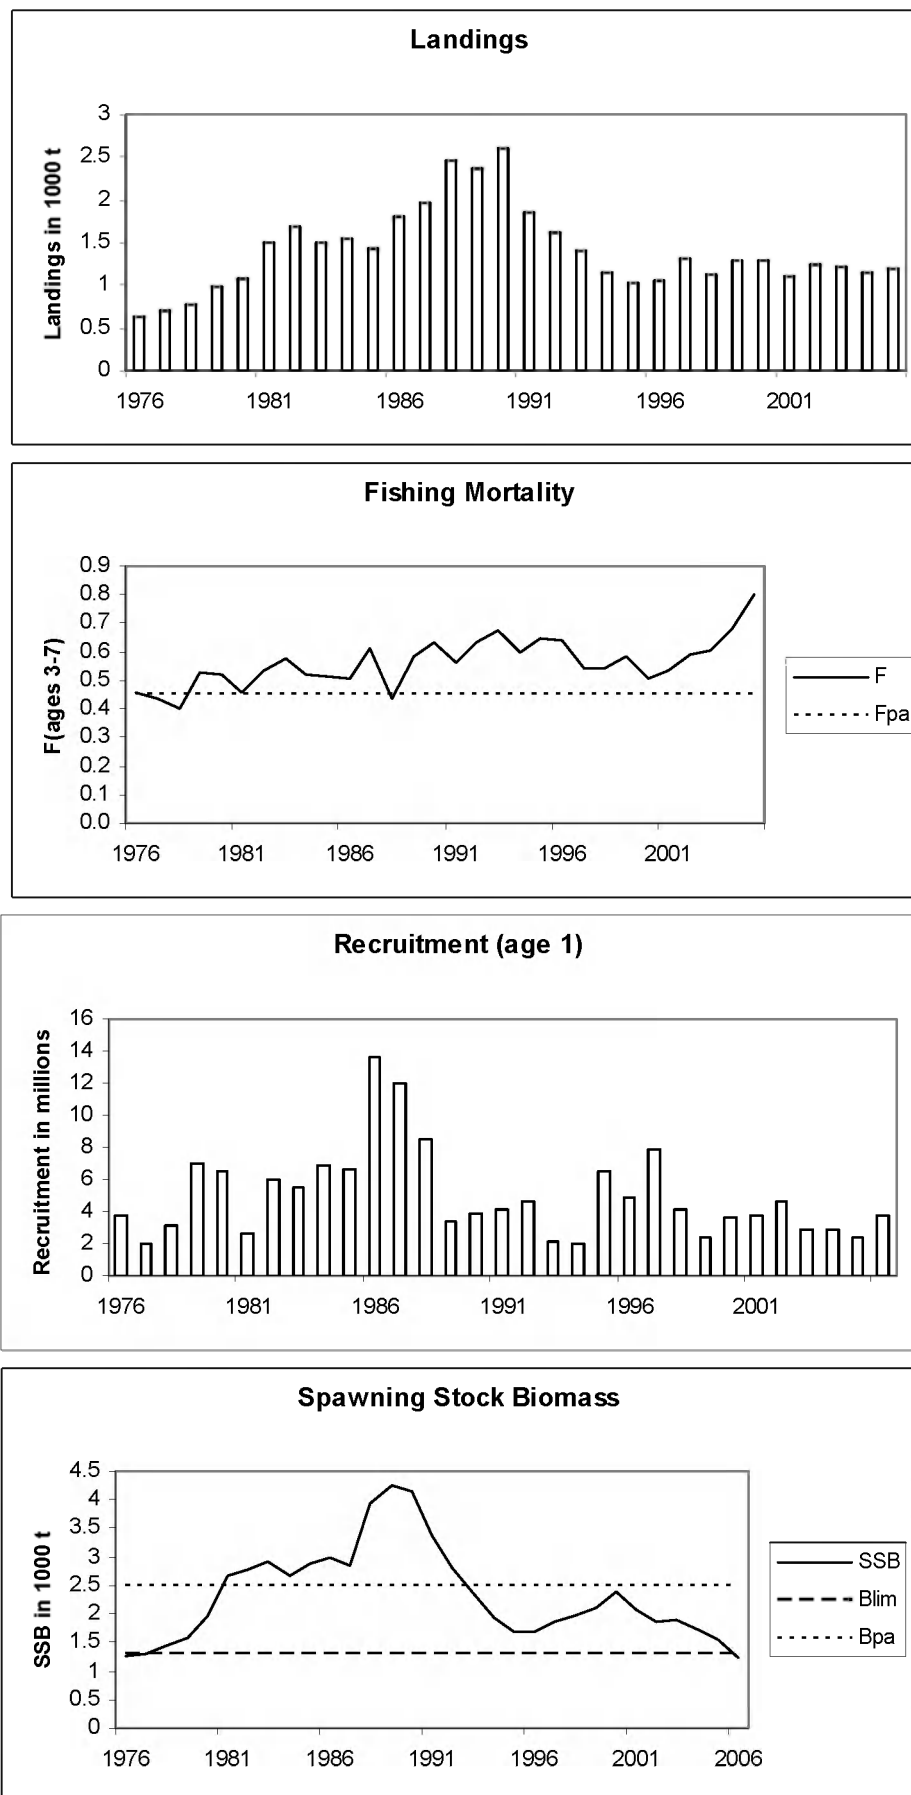 Landings
Landings in 1000 t
3
2.5
2
1.5
1
0.5
0
1976 1981 1986 1991 1996 2001
Fishing Mortality
F(ages 3-7)
0.9
0.8
0.7
0.6
0.5
0.4
0.3
0.2
0.1
0.0
1976 1981 1986 1991 1996 2001
F
Fpa
Recruitment (age 1)
Recruitment in millions
16
14
12
10
8
6
4
2
0
1976 1981 1986 1991 1996 2001
Spawning Stock Biomass
SSB in 1000 t
4.5
4
3.5
3
2.5
2
1.5
1
0.5
0
1976 1981 1986 1991 1996 2001 2006
SSB
Blim
Bpa